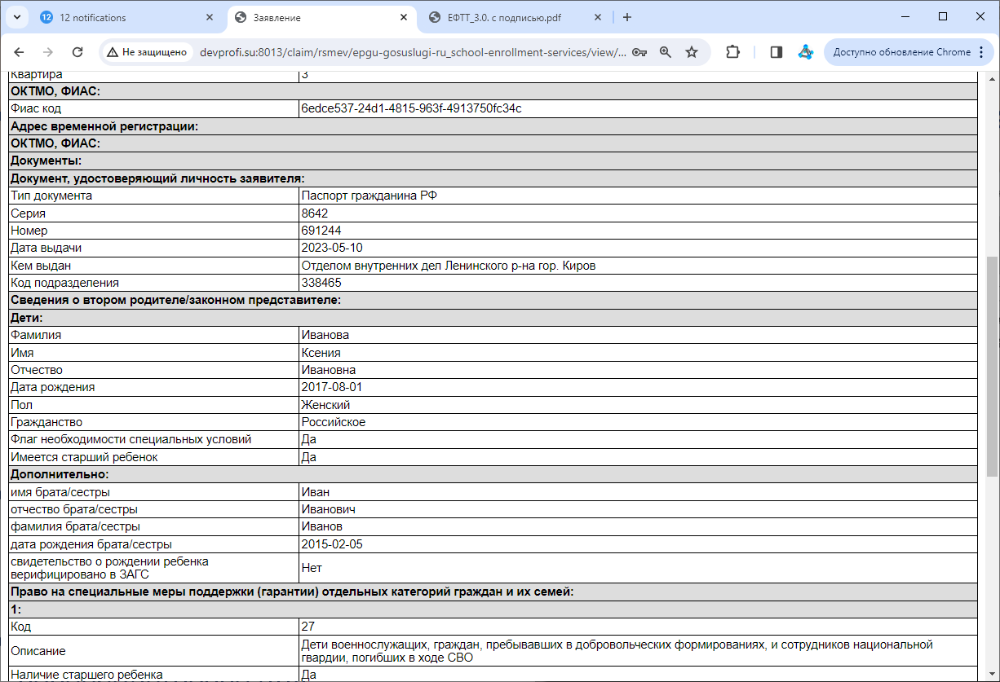 12 12 notifications
Заявление
ЕФТТ_3.0. с подписью.pdf
Не защищено devprofi.su:8013/claim/rsmev/epgu-gosuslugi-ru_school-enrollment-services/view/... Доступно обновление Chrome
Квартира 3
ОКТМО, ФИАС:
Фиас код 6edce537-24d1-4815-963f-4913750fc34c
Адрес временной регистрации:
ОКТМО, ФИАС:
Документы:
Документ, удостоверяющий личность заявителя:
Тип документа Паспорт гражданина РФ
Серия 8642
Номер 691244
Дата выдачи 2023-05-10
Кем выдан Отделом внутренних дел Ленинского р-на гор. Киров
Код подразделения 338465
Сведения о втором родителе/законном представителе:
Дети:
Фамилия Иванова
Имя Ксения
Отчество Ивановна
Дата рождения 2017-08-01
Пол Женский
Гражданство Российское
Флаг необходимости специальных условий Да
Имеется старший ребенок Да
Дополнительно:
имя брата/сестры Иван
отчество брата/сестры Иванович
фамилия брата/сестры Иванов
дата рождения брата/сестры 2015-02-05
свидетельство о рождении ребенка
верифицировано в ЗАГС Нет
Право на специальные меры поддержки (гарантии) отдельных категорий граждан и их семей:
1:
Код 27
Описание Дети военнослужащих, граждан, пребывавших в добровольческих формированиях, и сотрудников национальной
гвардии, погибших в ходе СВО
Наличие старшего ребенка Да